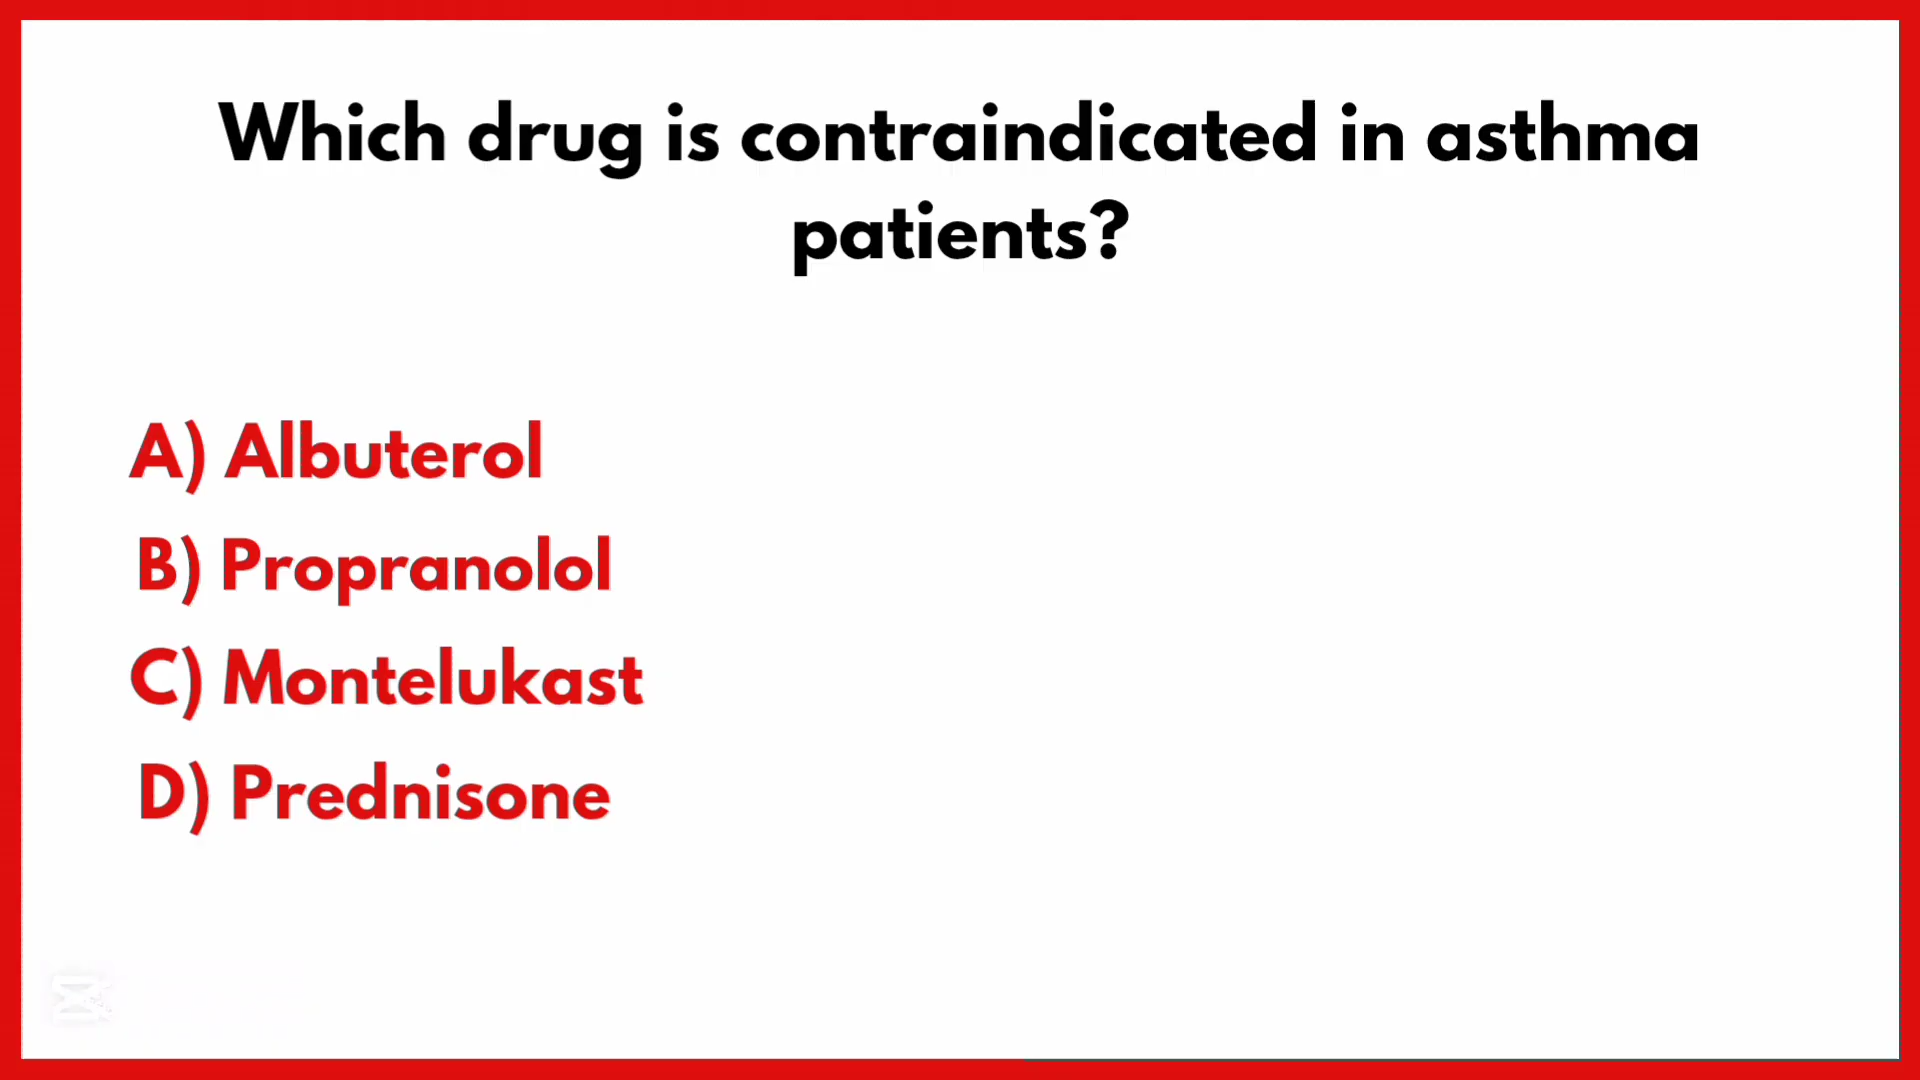 Which drug is contraindicated in asthma
patients?
A) Albuterol
B) Propranolol
C) Montelukast
D) Prednisone